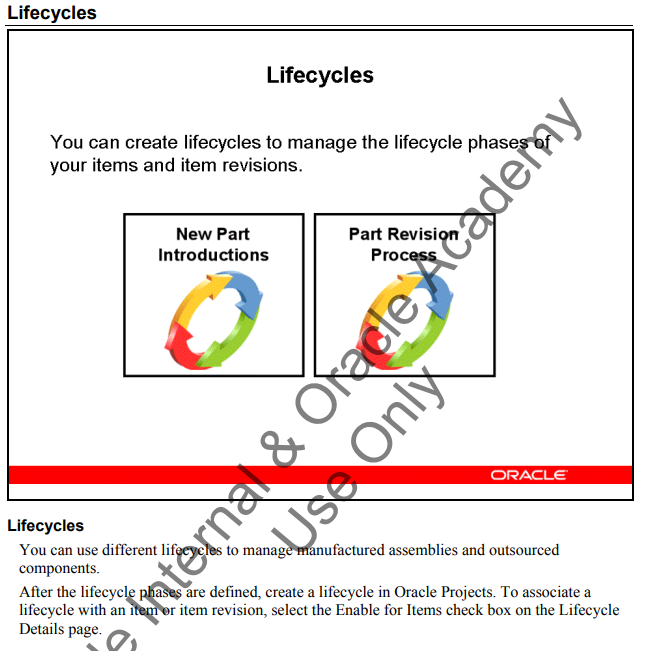 Lifecycles
Lifecycles
You can create lifecycles to manage the lifecycle phases of
your items and item revisions.
New Part
Introductions
Part Revision
Process
ORACLE
Lifecycles
You can use different lifecycles to manage manufactured assemblies and outsourced
components.
After the lifecycle phases are defined, create a lifecycle in Oracle Projects. To associate a
lifecycle with an item or item revision, select the Enable for Items check box on the Lifecycle
Details page.
Internal & Oracle Academy
Use Only